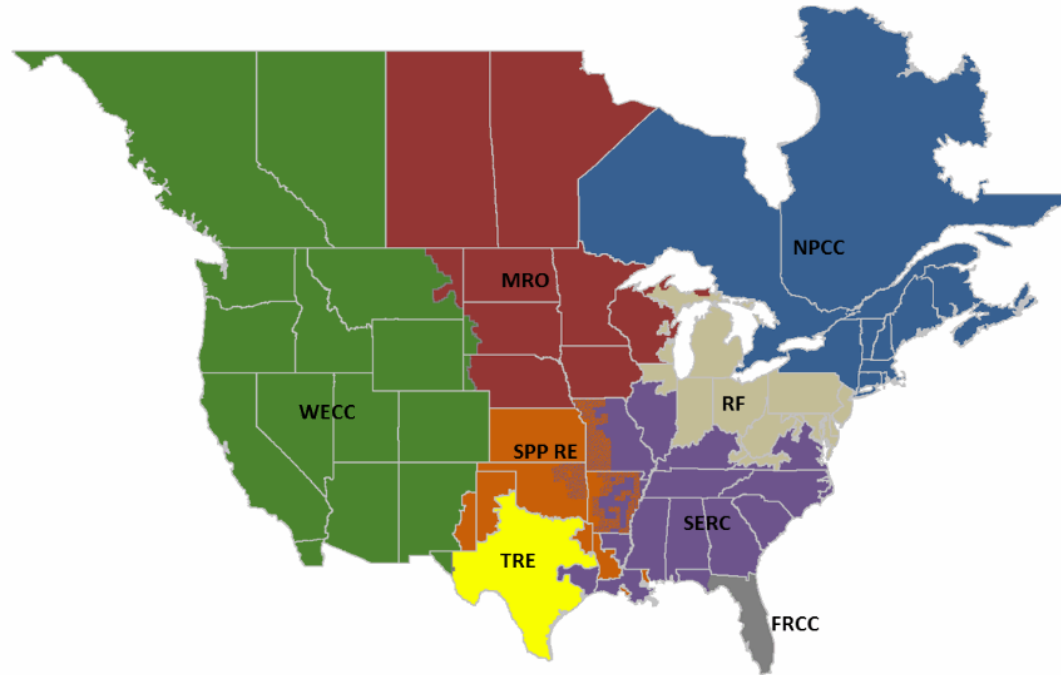 NPCC
MRO
RF
WECC
SPP RE
SERC
TRE
FRCC